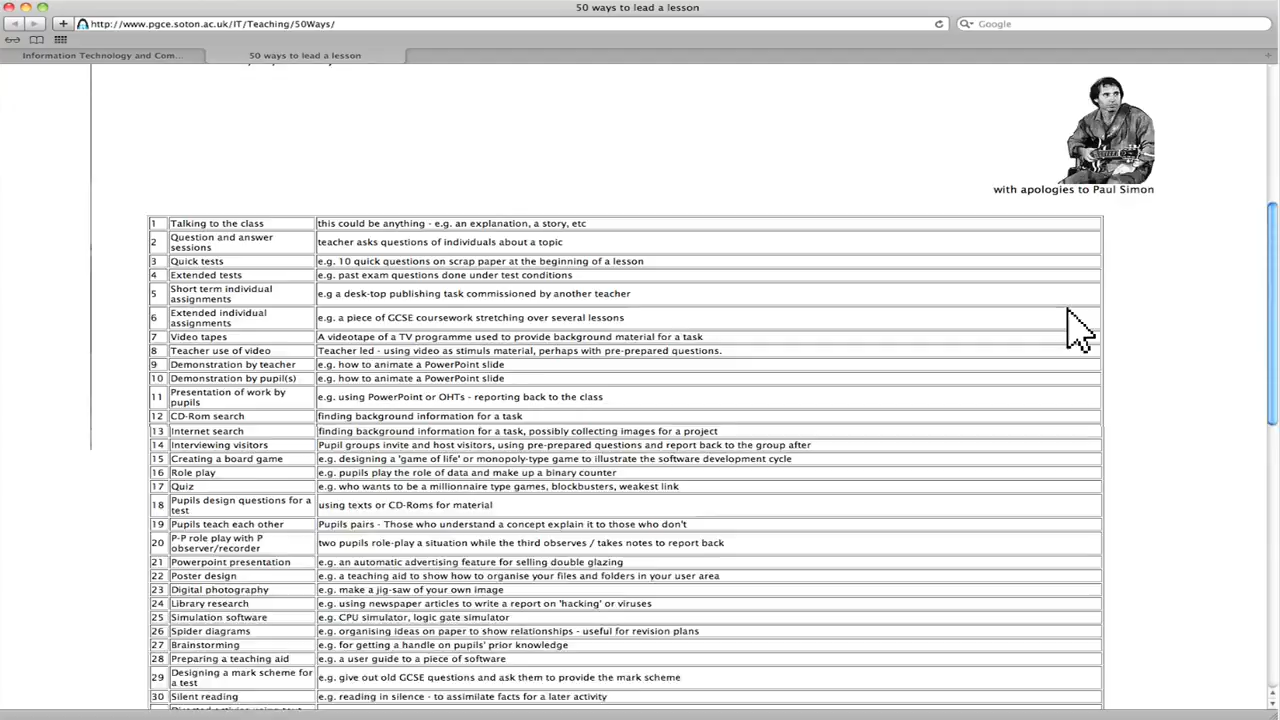 50 ways to lead a lesson
http://www.pgce.soton.ac.uk/IT/Teaching/50Ways/
Google
Information Technology and Com...
50 ways to lead a lesson
with apologies to Paul Simon
1 Talking to the class this could be anything - e.g. an explanation, a story, etc
2 Question and answer sessions teacher asks questions of individuals about a topic
3 Quick tests e.g. 10 quick questions on scrap paper at the beginning of a lesson
4 Extended tests e.g. past exam questions done under test conditions
5 Short term individual assignments e.g a desk-top publishing task commissioned by another teacher
6 Extended individual assignments e.g. a piece of GCSE coursework stretching over several lessons
7 Video tapes A videotape of a TV programme used to provide background material for a task
8 Teacher use of video Teacher led - using video as stimuls material, perhaps with pre-prepared questions.
9 Demonstration by teacher e.g. how to animate a PowerPoint slide
10 Demonstration by pupil(s) e.g. how to animate a PowerPoint slide
11 Presentation of work by pupils e.g. using PowerPoint or OHTs - reporting back to the class
12 CD-Rom search finding background information for a task
13 Internet search finding background information for a task, possibly collecting images for a project
14 Interviewing visitors Pupil groups invite and host visitors, using pre-prepared questions and report back to the group after
15 Creating a board game e.g. designing a 'game of life' or monopoly-type game to illustrate the software development cycle
16 Role play e.g. pupils play the role of data and make up a binary counter
17 Quiz e.g. who wants to be a millionnaire type games, blockbusters, weakest link
18 Pupils design questions for a test using texts or CD-Roms for material
19 Pupils teach each other Pupils pairs - Those who understand a concept explain it to those who don't
20 P-P role play with P observer/recorder two pupils role-play a situation while the third observes / takes notes to report back
21 Powerpoint presentation e.g. an automatic advertising feature for selling double glazing
22 Poster design e.g. a teaching aid to show how to organise your files and folders in your user area
23 Digital photography e.g. make a jig-saw of your own image
24 Library research e.g. using newspaper articles to write a report on 'hacking' or viruses
25 Simulation software e.g. CPU simulator, logic gate simulator
26 Spider diagrams e.g. organising ideas on paper to show relationships - useful for revision plans
27 Brainstorming e.g. for getting a handle on pupils' prior knowledge
28 Preparing a teaching aid e.g. a user guide to a piece of software
29 Designing a mark scheme for a test e.g. give out old GCSE questions and ask them to provide the mark scheme
30 Silent reading e.g. reading in silence - to assimilate facts for a later activity